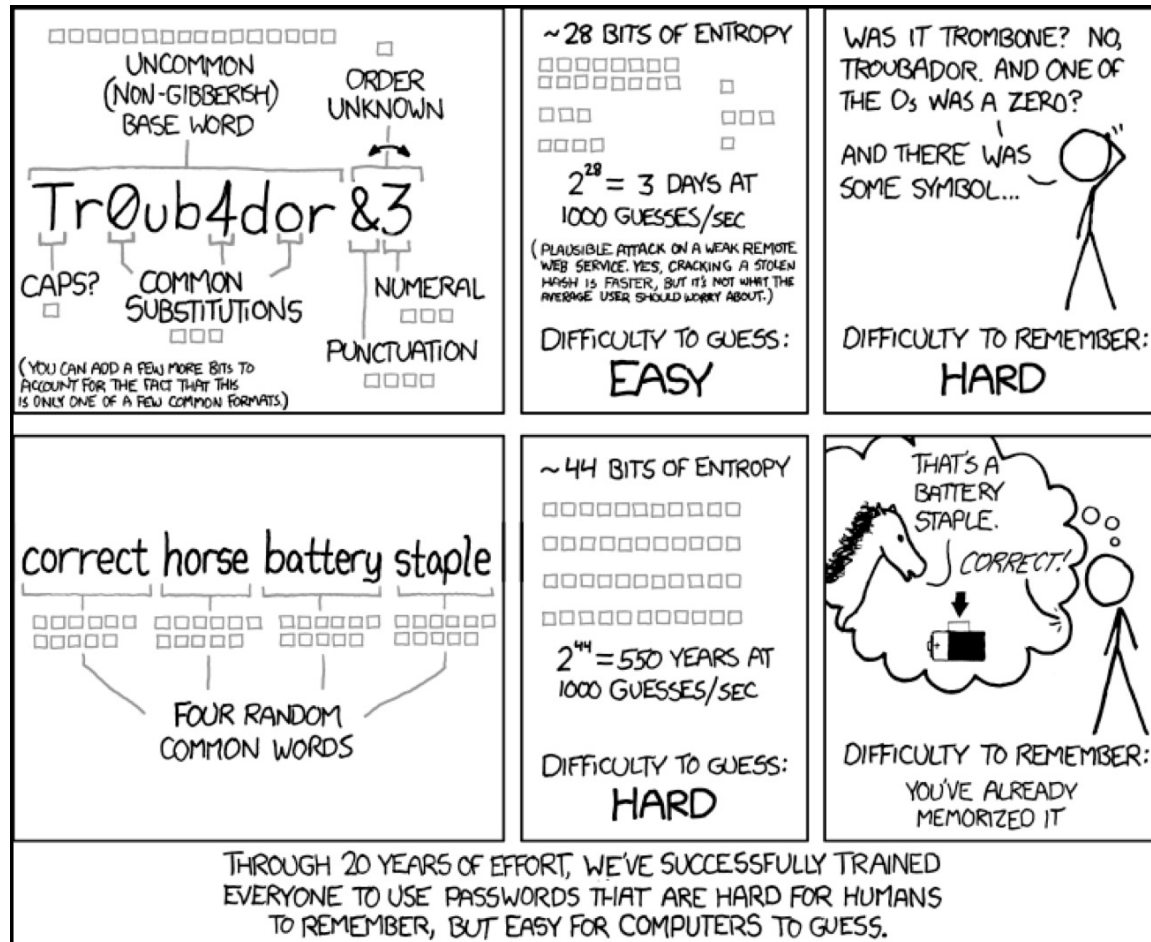 UNCOMMON
(NON-GIBBERISH)
BASE WORD
ORDER
UNKNOWN
Tr0ub4dor &3
CAPS?
COMMON
SUBSTITUTIONS
NUMERAL
PUNCTUATION
(YOU CAN ADD A FEW MORE BITS TO
ACCOUNT FOR THE FACT THAT THIS
IS ONLY ONE OF A FEW COMMON FORMATS.)
~28 BITS OF ENTROPY
2²⁸ = 3 DAYS AT
1000 GUESSES/SEC
(PLAUSIBLE ATTACK ON A WEAK REMOTE
WEB SERVICE. YES, CRACKING A STOLEN
HASH IS FASTER, BUT IT'S NOT WHAT THE
AVERAGE USER SHOULD WORRY ABOUT.)
DIFFICULTY TO GUESS:
EASY
WAS IT TROMBONE? NO,
TROUBADOR. AND ONE OF
THE Os WAS A ZERO?
AND THERE WAS
SOME SYMBOL...
DIFFICULTY TO REMEMBER:
HARD
correct horse battery staple
FOUR RANDOM
COMMON WORDS
~44 BITS OF ENTROPY
2⁴⁴ = 550 YEARS AT
1000 GUESSES/SEC
DIFFICULTY TO GUESS:
HARD
THAT'S A
BATTERY
STAPLE.
CORRECT!
+
DIFFICULTY TO REMEMBER:
YOU'VE ALREADY
MEMORIZED IT
THROUGH 20 YEARS OF EFFORT, WE'VE SUCCESSFULLY TRAINED
EVERYONE TO USE PASSWORDS THAT ARE HARD FOR HUMANS
TO REMEMBER, BUT EASY FOR COMPUTERS TO GUESS.